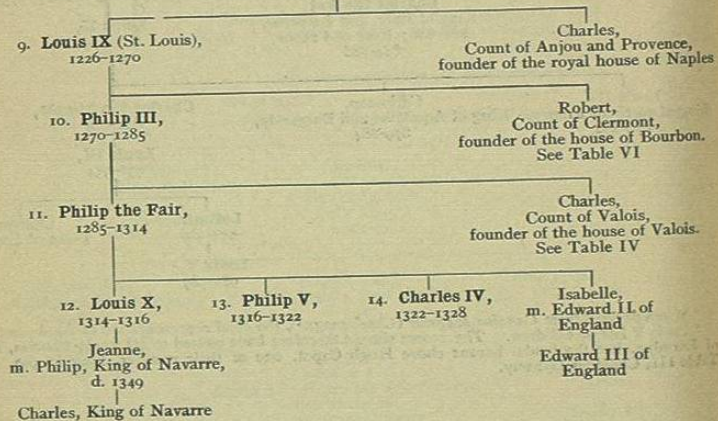 9. Louis IX (St. Louis),
1226–1270
Charles,
Count of Anjou and Provence,
founder of the royal house of Naples
10. Philip III,
1270–1285
Robert,
Count of Clermont,
founder of the house of Bourbon.
See Table VI
11. Philip the Fair,
1285–1314
Charles,
Count of Valois,
founder of the house of Valois.
See Table IV
12. Louis X,
1314–1316
13. Philip V,
1316–1322
14. Charles IV,
1322–1328
Isabelle,
m. Edward II of
England
Jeanne,
m. Philip, King of Navarre,
d. 1349
Edward III of
England
Charles, King of Navarre